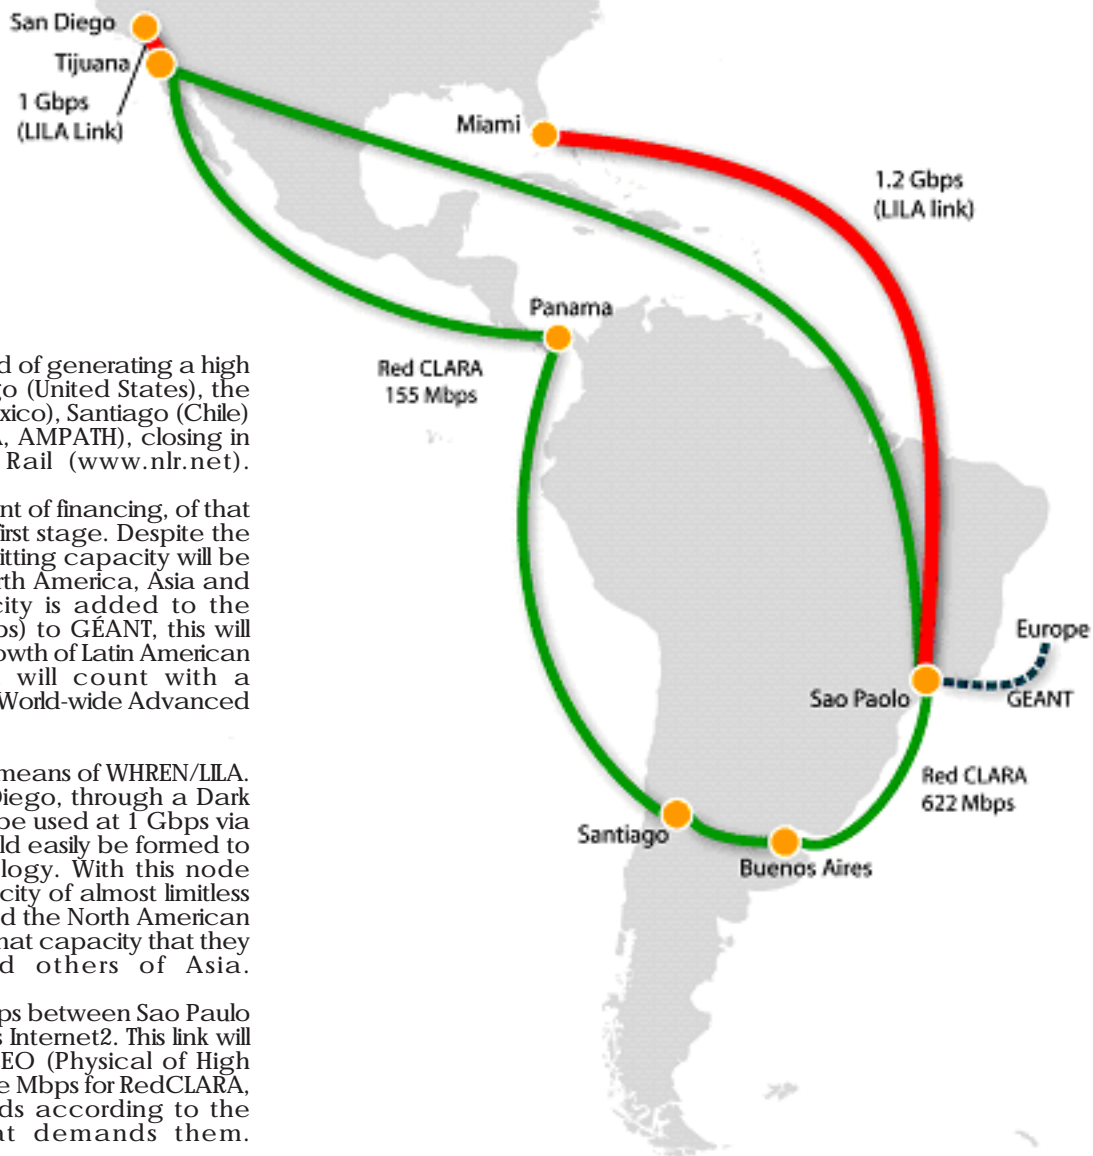 San Diego
Tijuana
1 Gbps
(LILA Link)
Miami
1.2 Gbps
(LILA link)
Panama
Red CLARA
155 Mbps
Europe
Sao Paolo
GEANT
Red CLARA
622 Mbps
Santiago
Buenos Aires
d of generating a high
go (United States), the
xico), Santiago (Chile)
, AMPATH), closing in
Rail (www.nlr.net).
nt of financing, of that
first stage. Despite the
itting capacity will be
rth America, Asia and
city is added to the
ps) to GÉANT, this will
owth of Latin American
will count with a
World-wide Advanced
means of WHREN/LILA.
Diego, through a Dark
be used at 1 Gbps via
ld easily be formed to
logy. With this node
city of almost limitless
d the North American
hat capacity that they
d others of Asia.
ps between Sao Paulo
s Internet2. This link will
EO (Physical of High
e Mbps for RedCLARA,
ds according to the
at demands them.